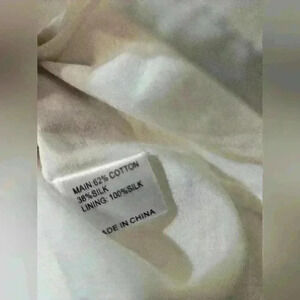 MAIN:62% COTTON
38%SILK
LINING: 100%SILK
ADE IN CHINA